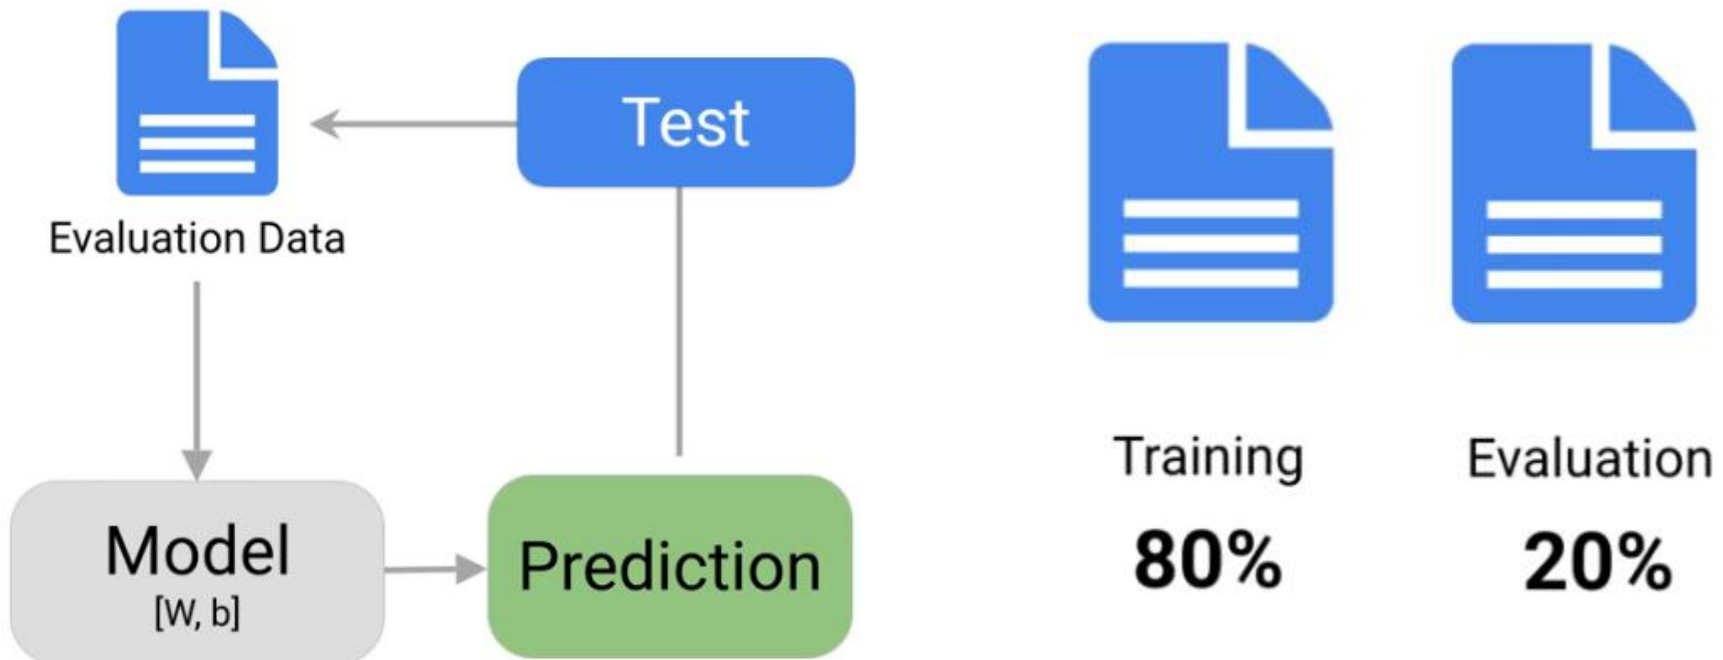 Test
Evaluation Data
Model
[W, b]
Prediction
Training
Evaluation
80%
20%